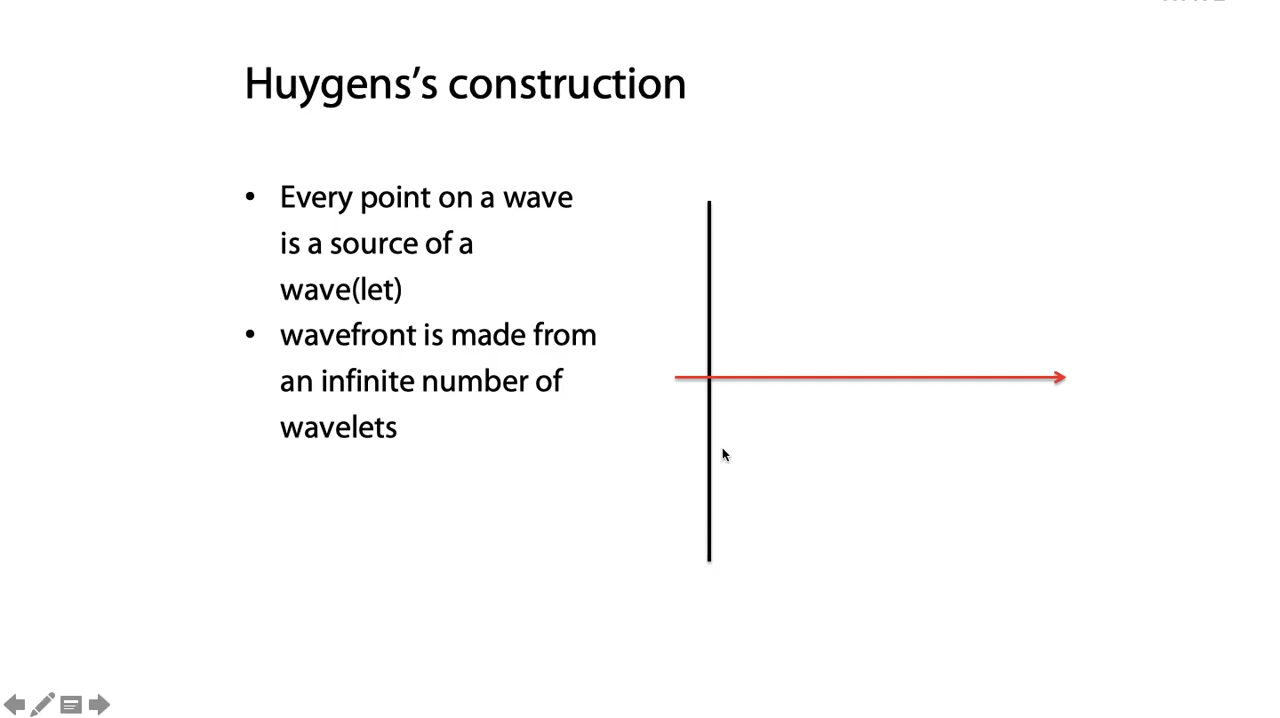 Huygens's construction
• Every point on a wave
is a source of a
wave(let)
• wavefront is made from
an infinite number of
wavelets